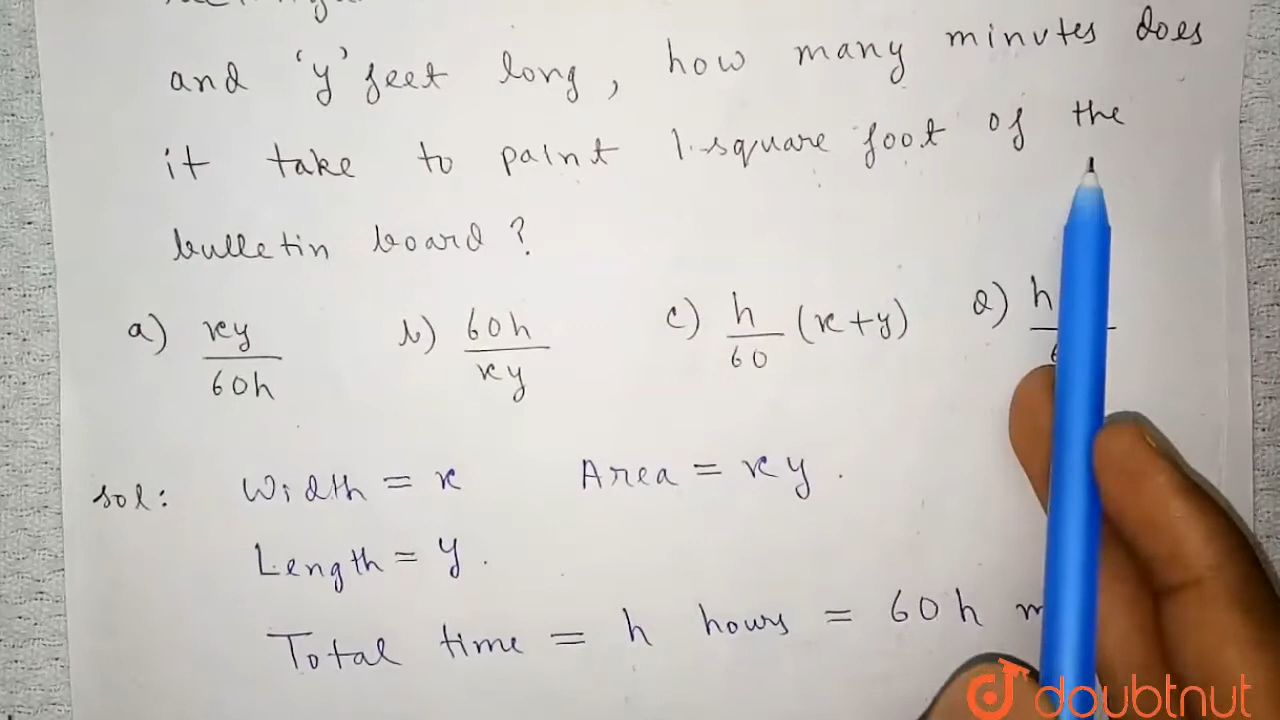 and 'y' feet long, how many minutes does
it take to paint 1 square foot of the
bulletin board?
a) xy/60h b) 60h/xy c) h/60 (x+y) d) h
sol: Width = x Area = xy.
Length = y.
Total time = h hours = 60h m
doubtnut